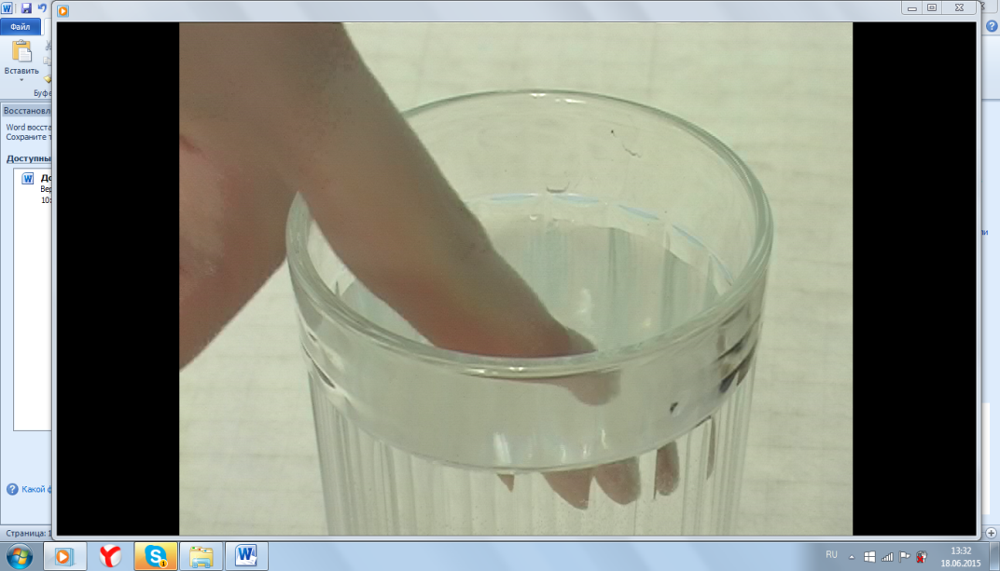 Файл
Вставить
Буфе
Восстановл
Word восста
Сохраните т
Доступны
До
Вер
10:
Какой ф
Страница: 1
RU
13:32
18.06.2015